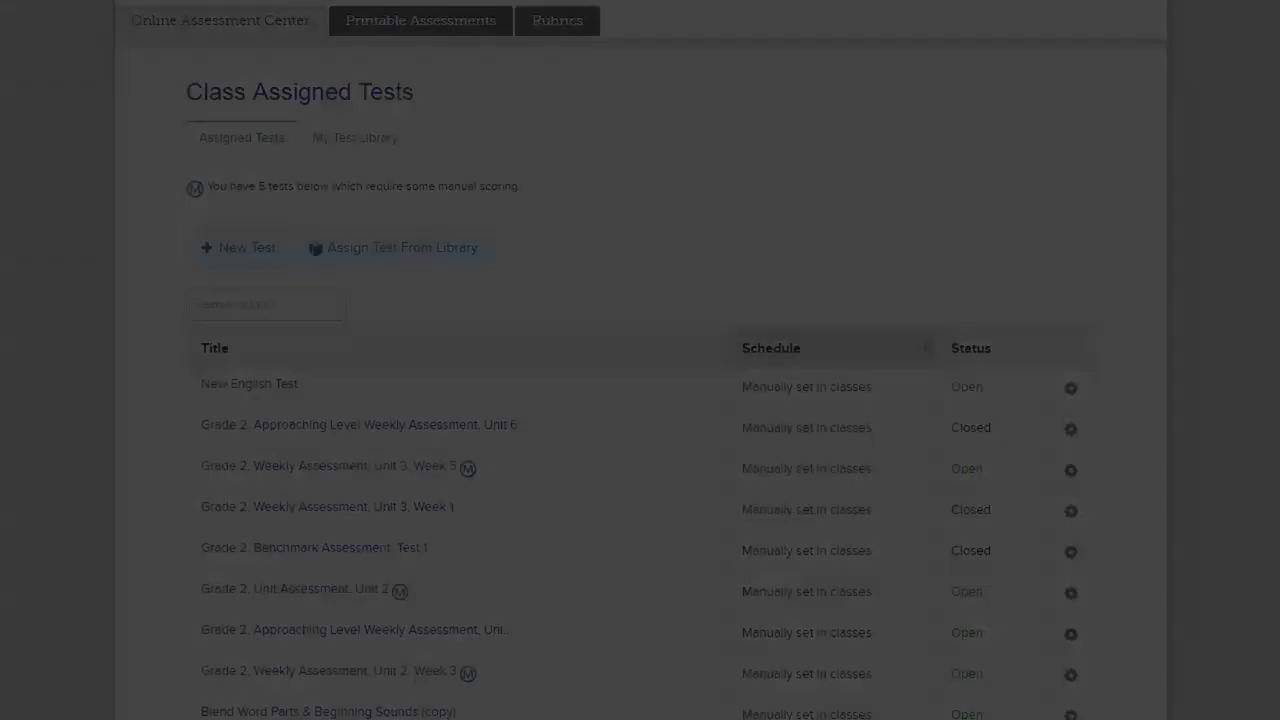 Online Assessment Center Printable Assessments Rubrics
Class Assigned Tests
Assigned Tests My Test Library
M You have 5 tests below which require some manual scoring.
+ New Test Assign Test From Library
Title Schedule Status
New English Test Manually set in classes Open
Grade 2, Approaching Level Weekly Assessment, Unit 6 Manually set in classes Closed
Grade 2, Weekly Assessment, Unit 3, Week 5 M Manually set in classes Open
Grade 2, Weekly Assessment, Unit 3, Week 1 Manually set in classes Closed
Grade 2, Benchmark Assessment, Test 1 Manually set in classes Closed
Grade 2, Unit Assessment, Unit 2 M Manually set in classes Open
Grade 2, Approaching Level Weekly Assessment, Uni... Manually set in classes Open
Grade 2, Weekly Assessment, Unit 2, Week 3 M Manually set in classes Open
Blend Word Parts & Beginning Sounds (copy) Manually set in classes Open